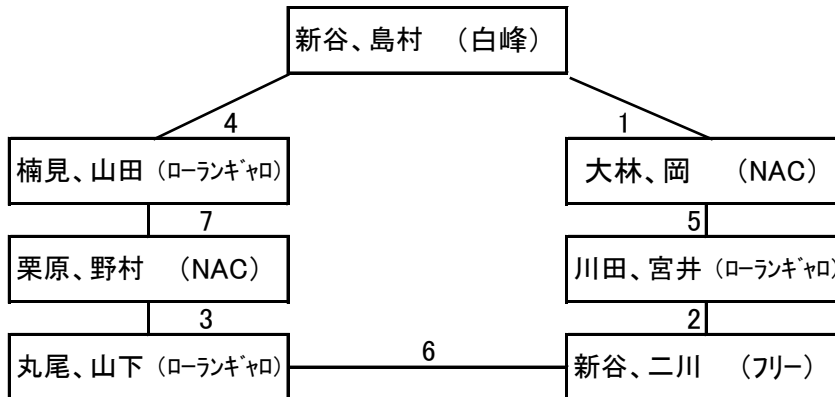 新谷、島村　（白峰）
4
1
楠見、山田（ﾛｰﾗﾝｷﾞｬﾛ）
大林、岡　（NAC）
7
5
栗原、野村　（NAC）
川田、宮井（ﾛｰﾗﾝｷﾞｬﾛ）
3
2
丸尾、山下（ﾛｰﾗﾝｷﾞｬﾛ）
6
新谷、二川　（ﾌﾘｰ）